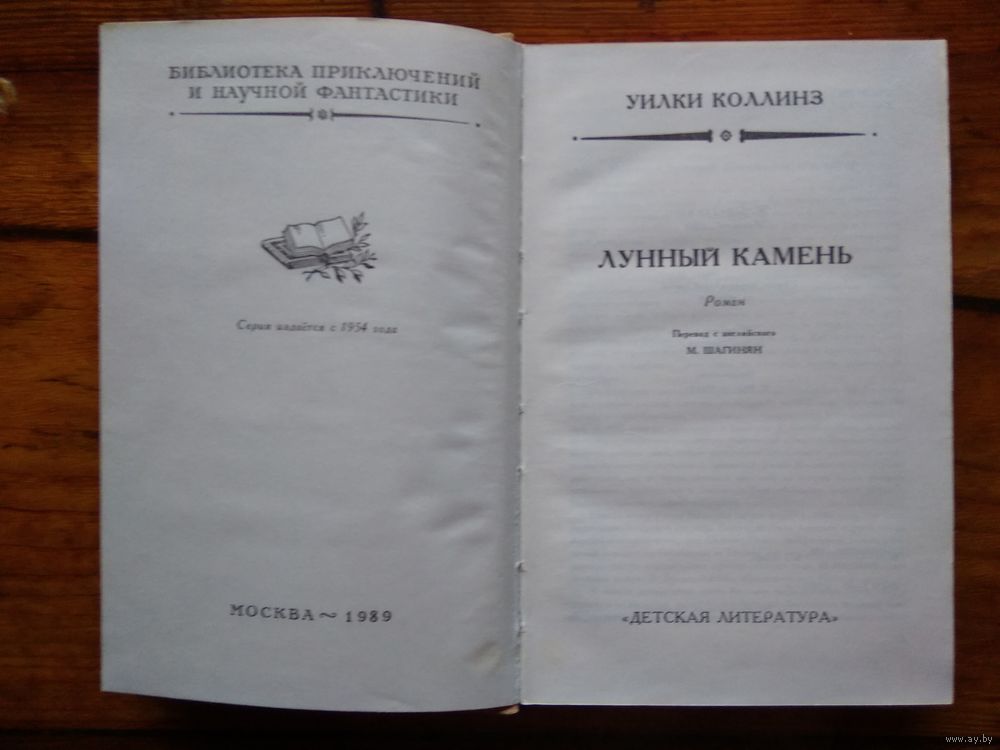 БИБЛИОТЕКА ПРИКЛЮЧЕНИЙ
И НАУЧНОЙ ФАНТАСТИКИ
Серия издаётся с 1954 года
МОСКВА ~ 1989
УИЛКИ КОЛЛИНЗ
ЛУННЫЙ КАМЕНЬ
Роман
Перевод с английского
М. ШАГИНЯН
«ДЕТСКАЯ ЛИТЕРАТУРА»
www.ay.by